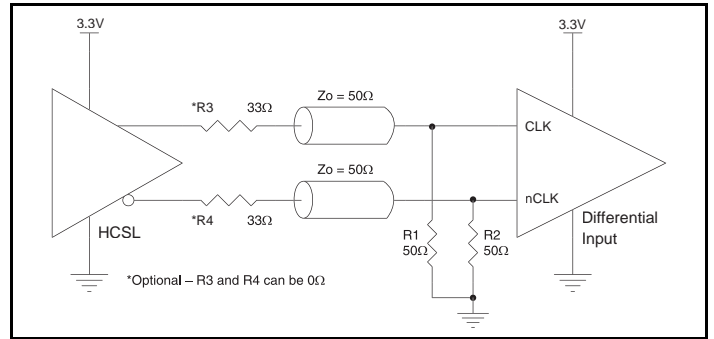 3.3V
3.3V
*R3 33Ω
Zo = 50Ω
CLK
Zo = 50Ω
nCLK
*R4 33Ω
HCSL
R1
50Ω
R2
50Ω
Differential
Input
*Optional – R3 and R4 can be 0Ω